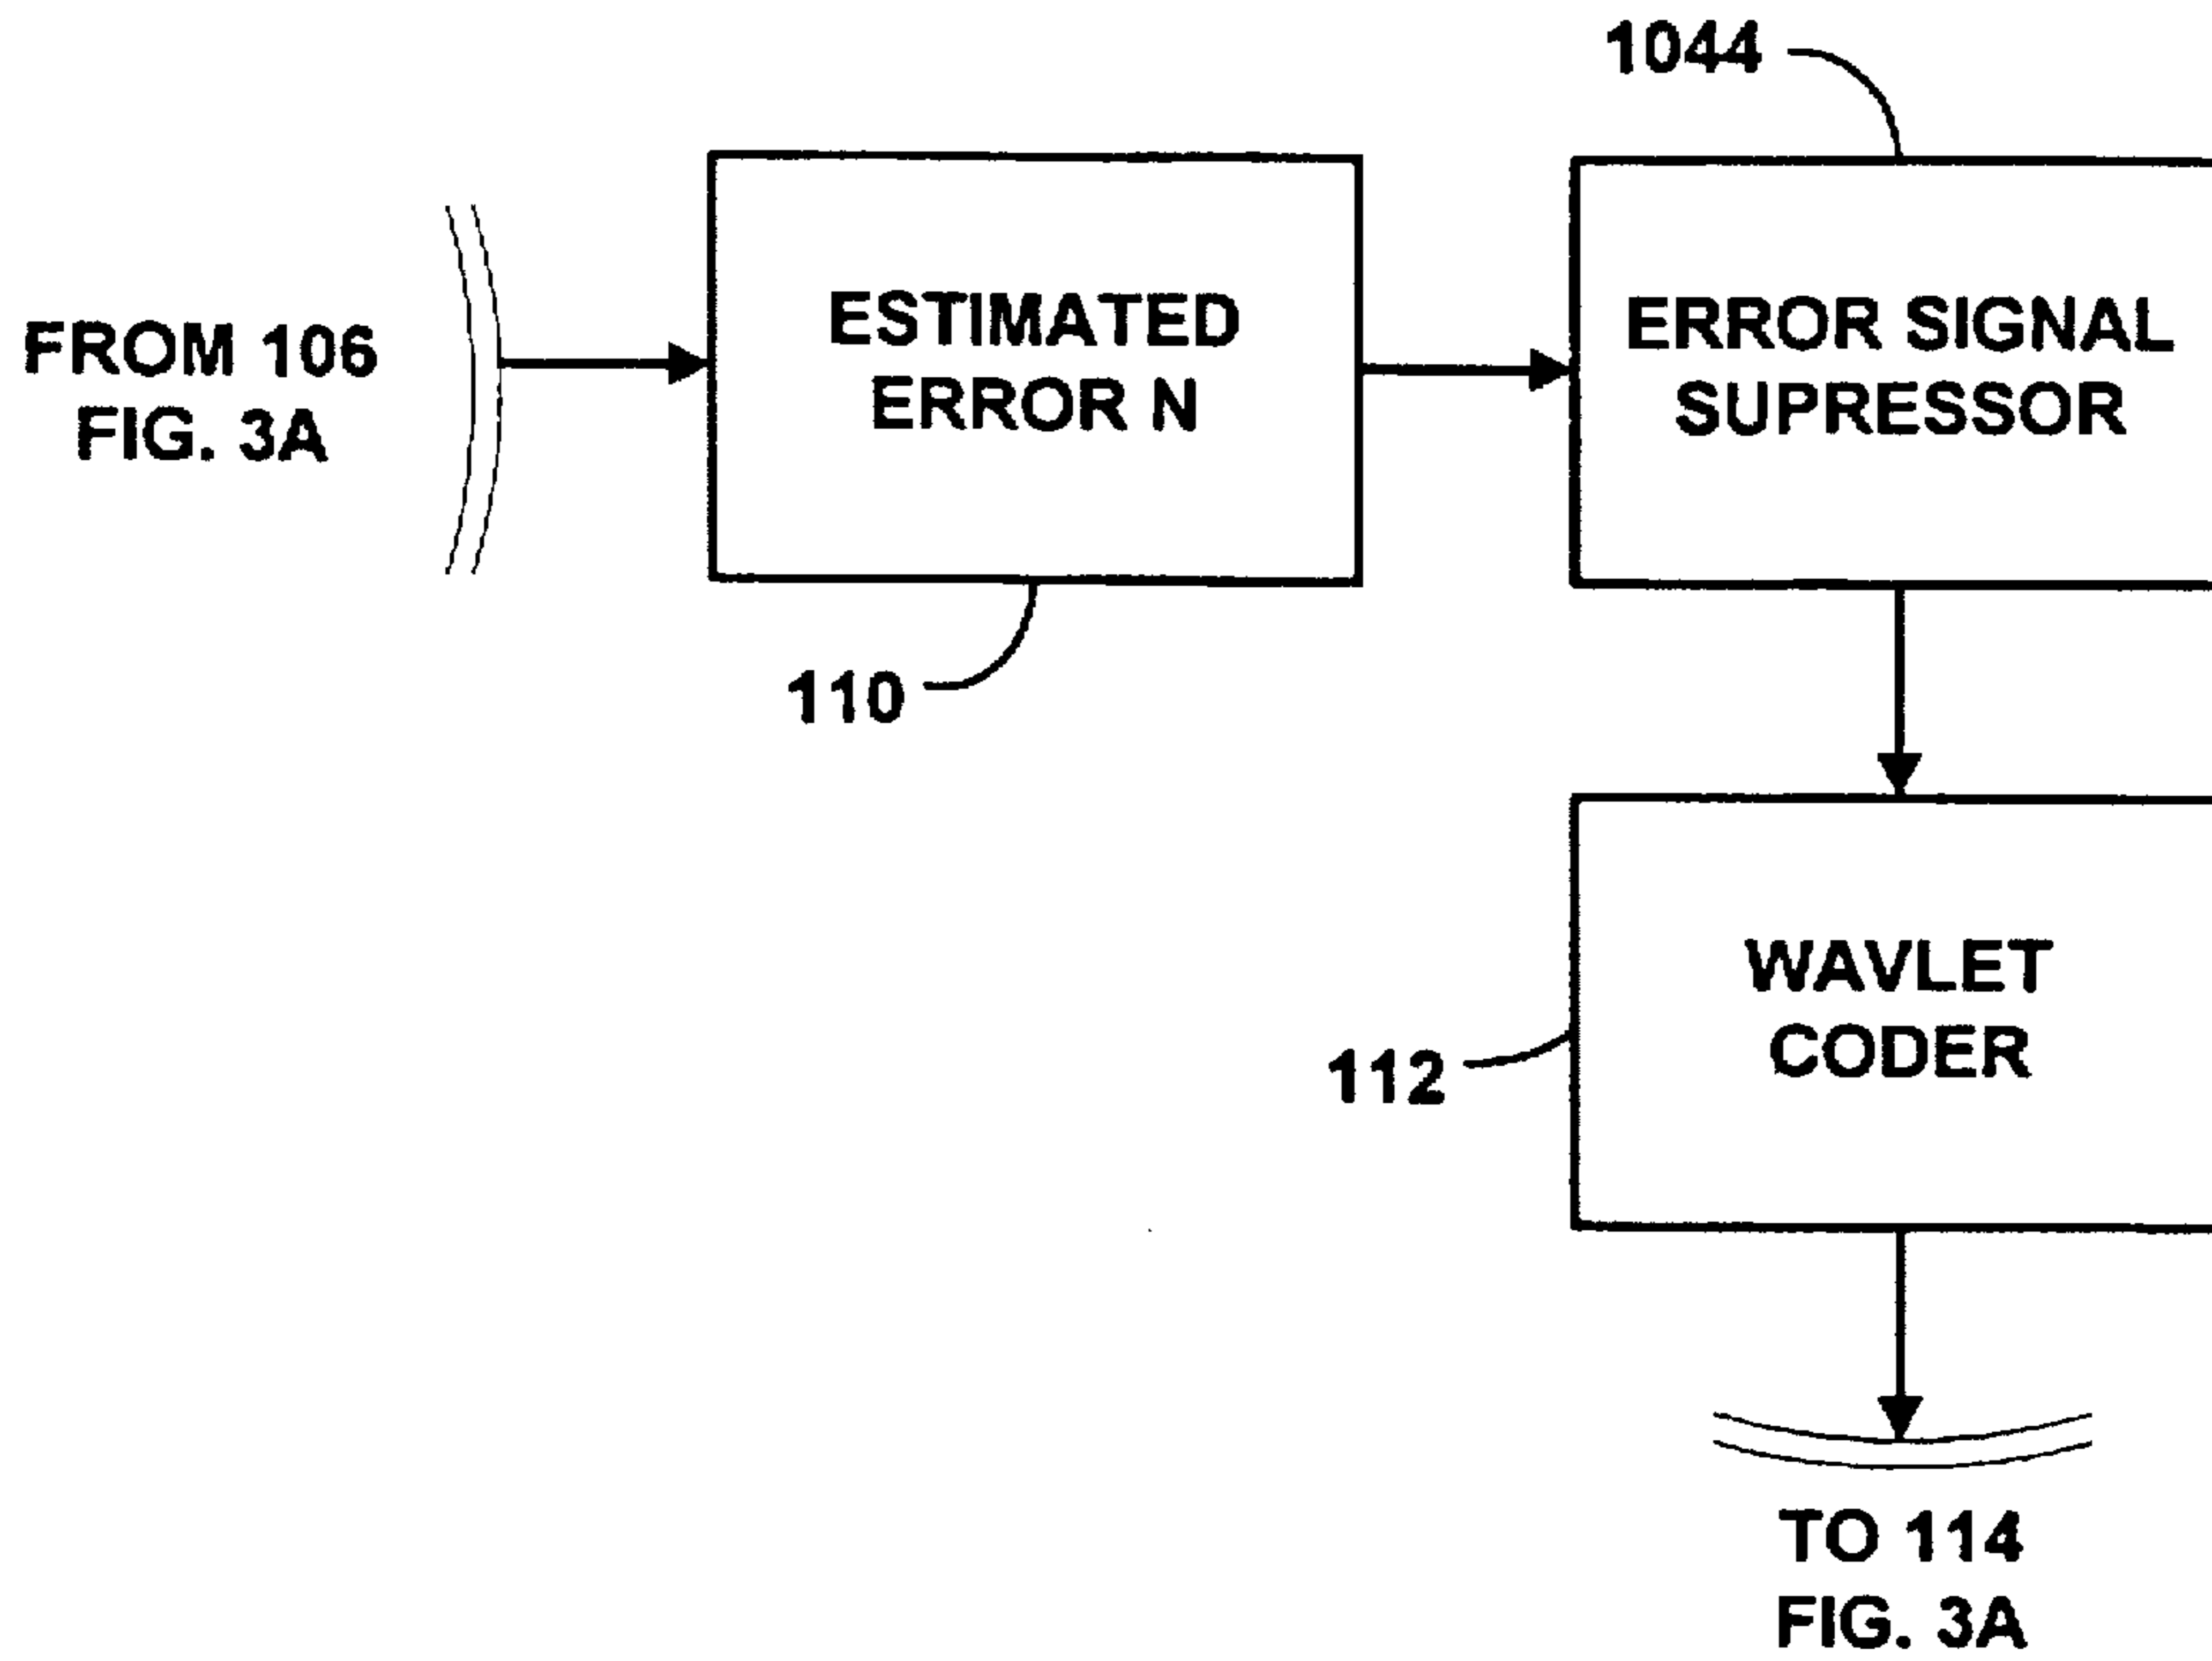 1044
FROM 106
FIG. 3A
ESTIMATED
ERROR N
ERROR SIGNAL
SUPRESSOR
110
WAVLET
CODER
112
TO 114
FIG. 3A